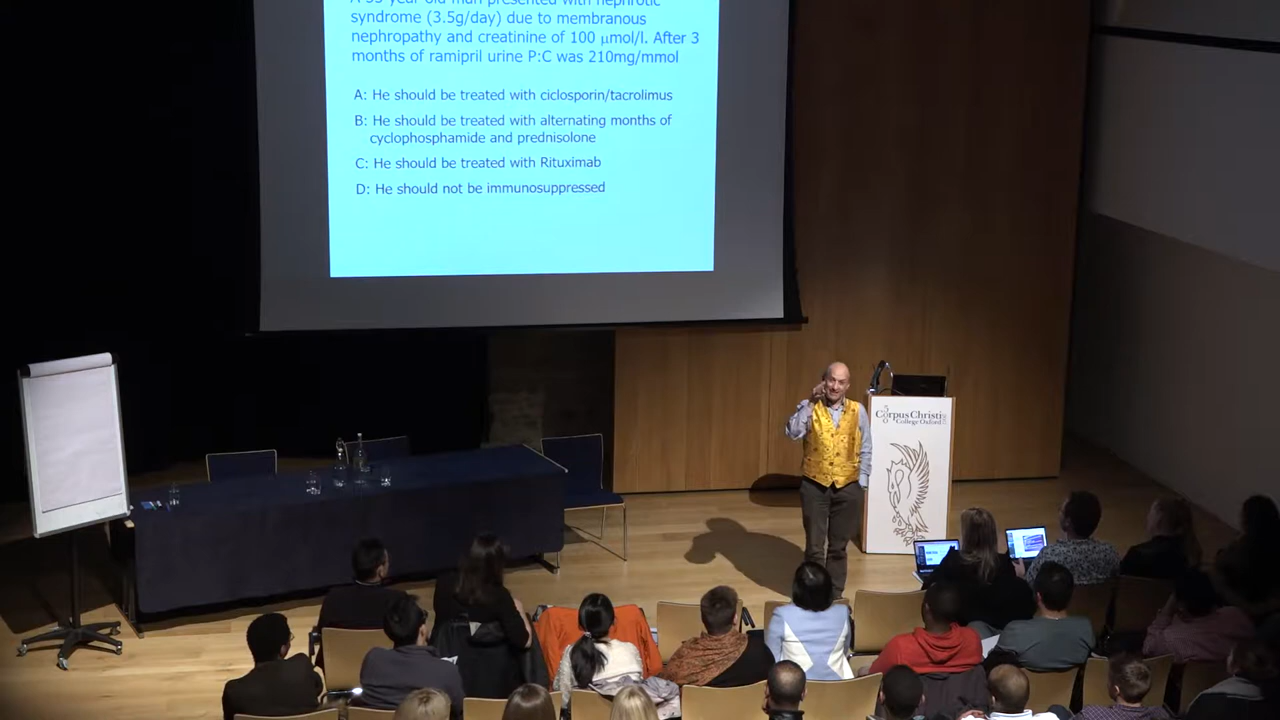 syndrome (3.5g/day) due to membranous
nephropathy and creatinine of 100 μmol/l. After 3
months of ramipril urine P:C was 210mg/mmol
A: He should be treated with ciclosporin/tacrolimus
B: He should be treated with alternating months of
cyclophosphamide and prednisolone
C: He should be treated with Rituximab
D: He should not be immunosuppressed
Corpus Christi
College Oxford